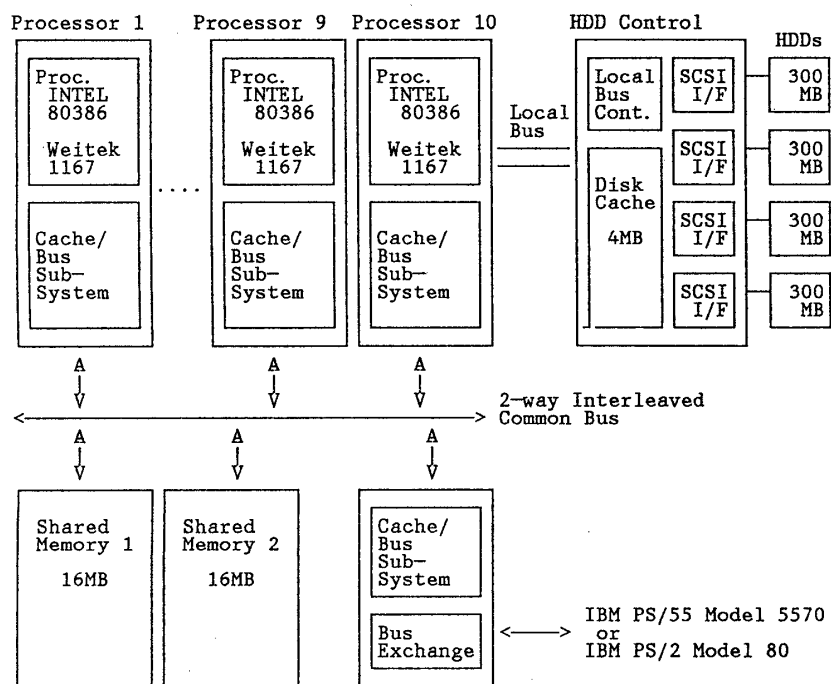 Processor 1
Processor 9
Processor 10
HDD Control
HDDs
Proc.
INTEL
80386
Weitek
1167
Cache/
Bus
Sub-
System
....
Proc.
INTEL
80386
Weitek
1167
Cache/
Bus
Sub-
System
Proc.
INTEL
80386
Weitek
1167
Cache/
Bus
Sub-
System
Local
Bus
Local
Bus
Cont.
Disk
Cache
4MB
SCSI
I/F
SCSI
I/F
SCSI
I/F
SCSI
I/F
300
MB
300
MB
300
MB
300
MB
A
A
A
2-way Interleaved
Common Bus
A
A
A
Shared
Memory 1
16MB
Shared
Memory 2
16MB
Cache/
Bus
Sub-
System
Bus
Exchange
IBM PS/55 Model 5570
or
IBM PS/2 Model 80